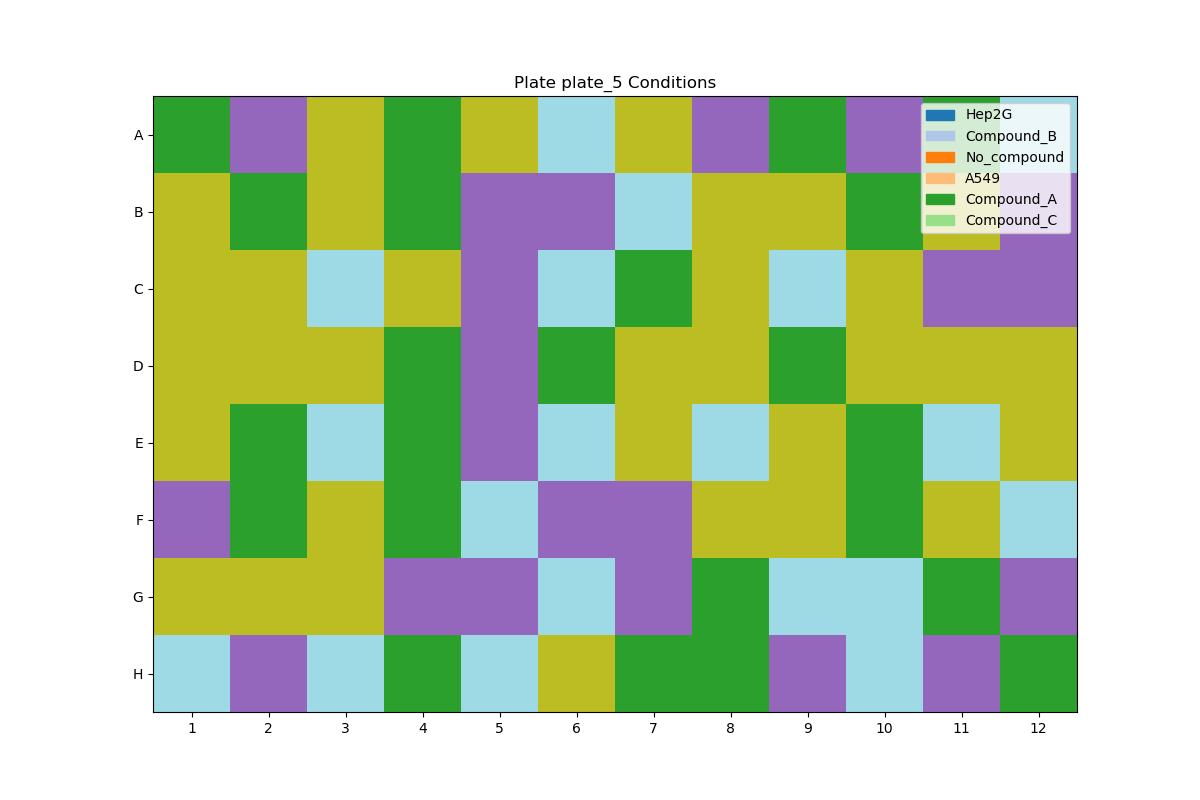 Plate plate_5 Conditions
A
B
C
D
E
F
G
H
Hep2G
Compound_B
No_compound
A549
Compound_A
Compound_C
1 2 3 4 5 6 7 8 9 10 11 12